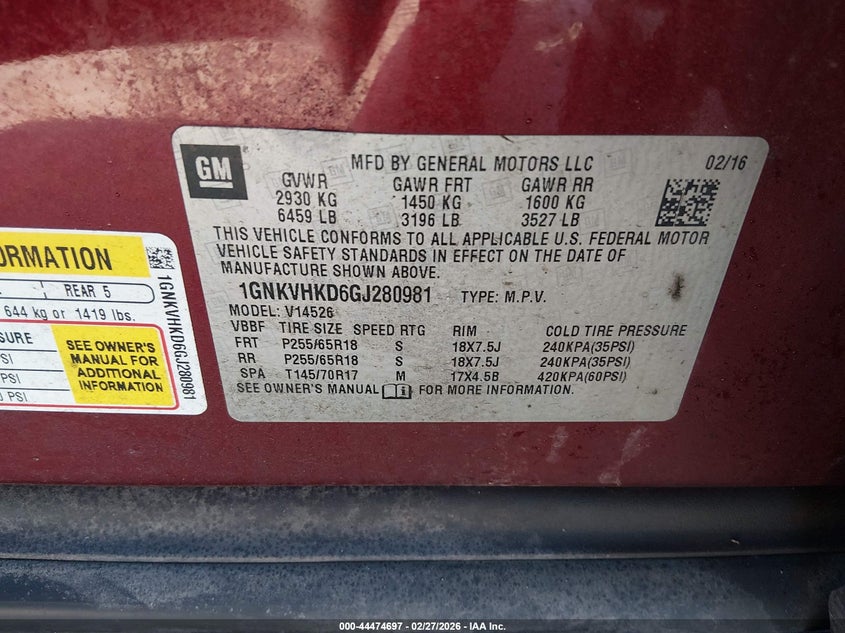 GM
MFD BY GENERAL MOTORS LLC 02/16
GVWR GAWR FRT GAWR RR
2930 KG 1450 KG 1600 KG
6459 LB 3196 LB 3527 LB
THIS VEHICLE CONFORMS TO ALL APPLICABLE U.S. FEDERAL MOTOR
VEHICLE SAFETY STANDARDS IN EFFECT ON THE DATE OF
MANUFACTURE SHOWN ABOVE.
1GNKVHKD6GJ280981 TYPE: M.P.V.
MODEL: V14526
VBBF TIRE SIZE SPEED RTG RIM COLD TIRE PRESSURE
FRT P255/65R18 S 18X7.5J 240KPA(35PSI)
RR P255/65R18 S 18X7.5J 240KPA(35PSI)
SPA T145/70R17 M 17X4.5B 420KPA(60PSI)
SEE OWNER'S MANUAL FOR MORE INFORMATION.
ORMATION
REAR 5
644 kg or 1419 lbs.
SURE
PSI
PSI
SEE OWNER'S
MANUAL FOR
ADDITIONAL
INFORMATION
1GNKVHKD6GJ280981
000-44474697 - 02/27/2026 - IAA Inc.